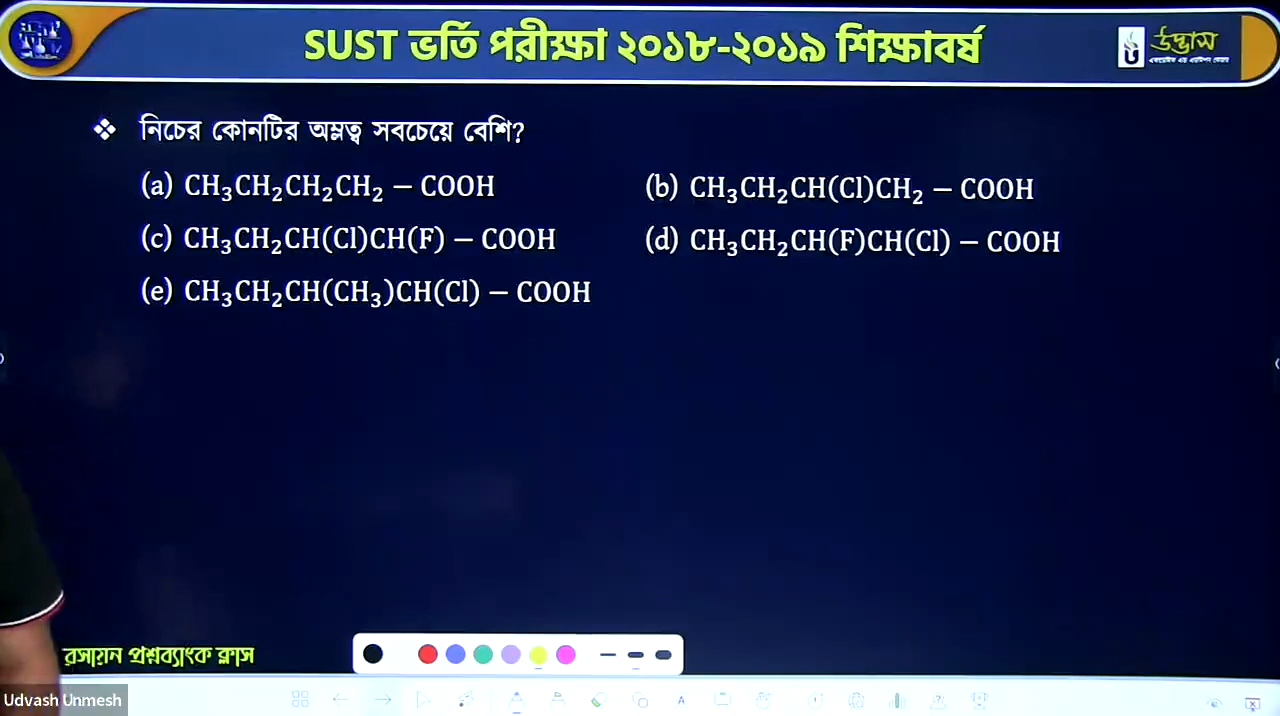 SUST ভর্তি পরীক্ষা ২০১৮-২০১৯ শিক্ষাবর্ষ
উদ্ভাস
❖ নিচের কোনটির অম্লত্ব সবচেয়ে বেশি?
(a) CH₃CH₂CH₂CH₂ – COOH (b) CH₃CH₂CH(Cl)CH₂ – COOH
(c) CH₃CH₂CH(Cl)CH(F) – COOH (d) CH₃CH₂CH(F)CH(Cl) – COOH
(e) CH₃CH₂CH(CH₃)CH(Cl) – COOH
রসায়ন প্রশ্নব্যাংক ক্লাস
Udvash Unmesh